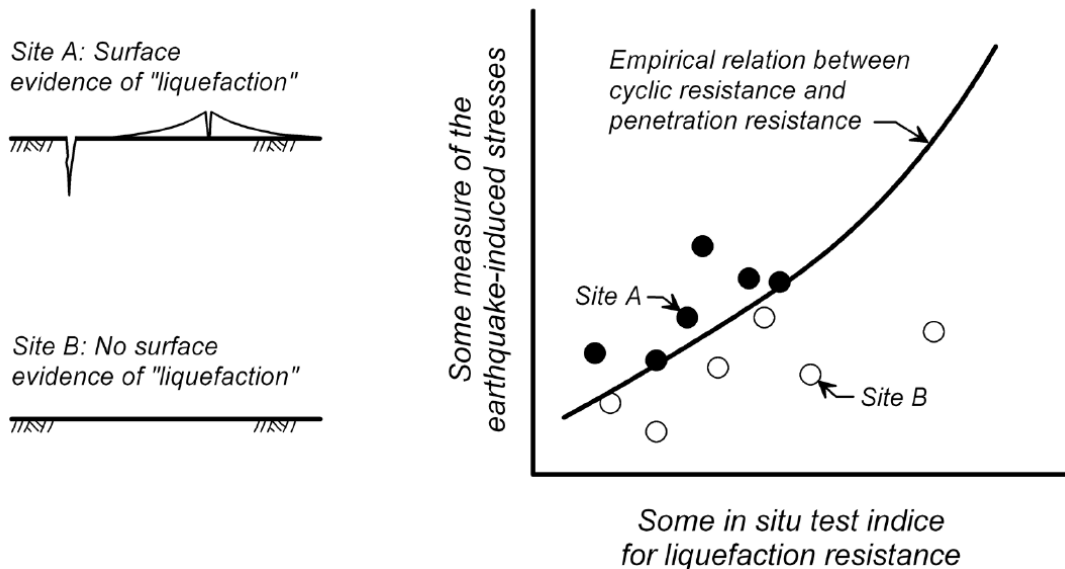 Site A: Surface
evidence of "liquefaction"
Site B: No surface
evidence of "liquefaction"
Some measure of the
earthquake-induced stresses
Empirical relation between
cyclic resistance and
penetration resistance
Site A
Site B
Some in situ test indice
for liquefaction resistance